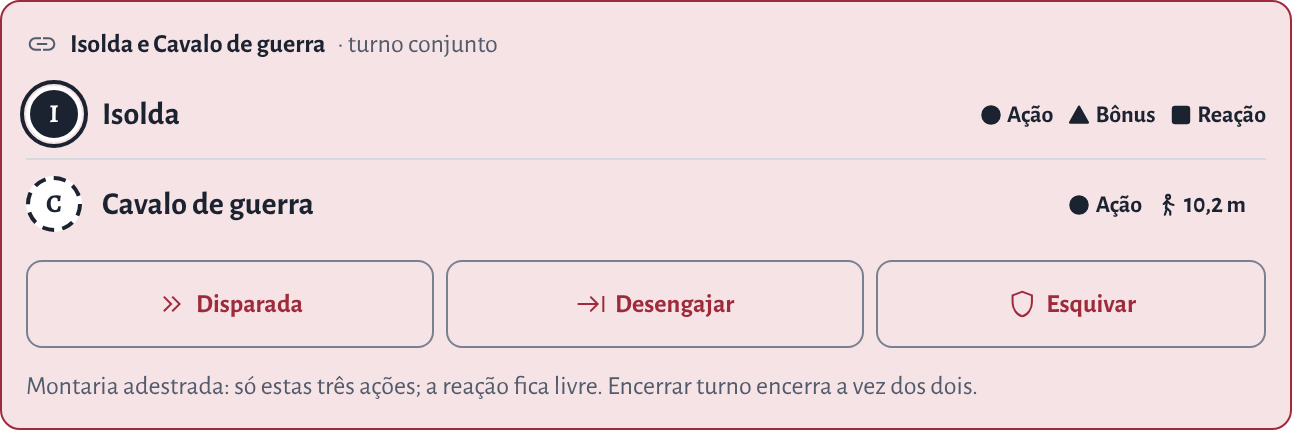 Isolda e Cavalo de guerra · turno conjunto
I Isolda Ação Bônus Reação
C Cavalo de guerra Ação 10,2 m
Disparada Desengajar Esquivar
Montaria adestrada: só estas três ações; a reação fica livre. Encerrar turno encerra a vez dos dois.